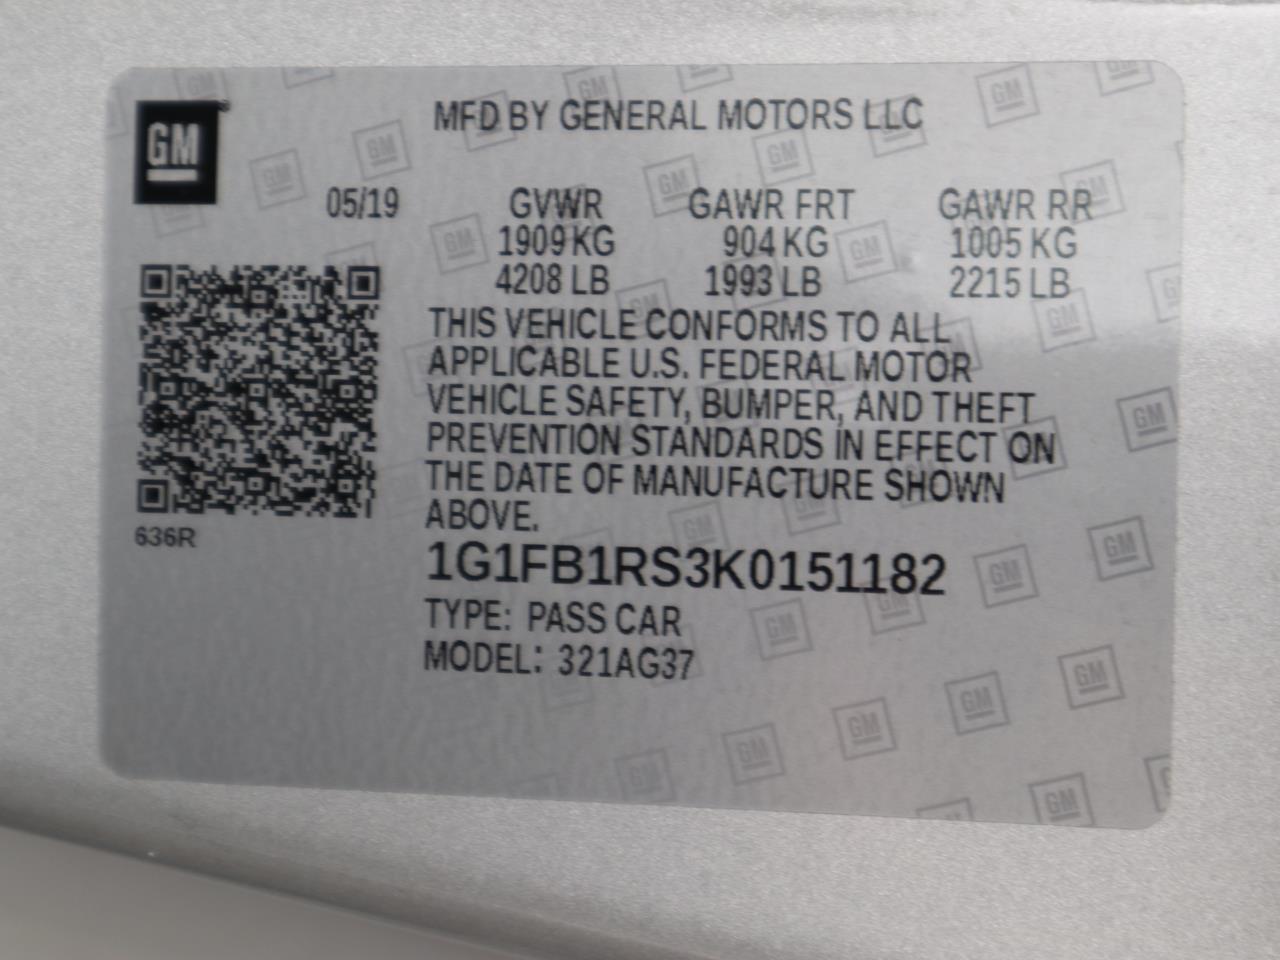 GM
MFD BY GENERAL MOTORS LLC
05/19 GVWR GAWR FRT GAWR RR
1909 KG 904 KG 1005 KG
4208 LB 1993 LB 2215 LB
THIS VEHICLE CONFORMS TO ALL
APPLICABLE U.S. FEDERAL MOTOR
VEHICLE SAFETY, BUMPER, AND THEFT
PREVENTION STANDARDS IN EFFECT ON
THE DATE OF MANUFACTURE SHOWN
ABOVE.
636R
1G1FB1RS3K0151182
TYPE: PASS CAR
MODEL: 321AG37